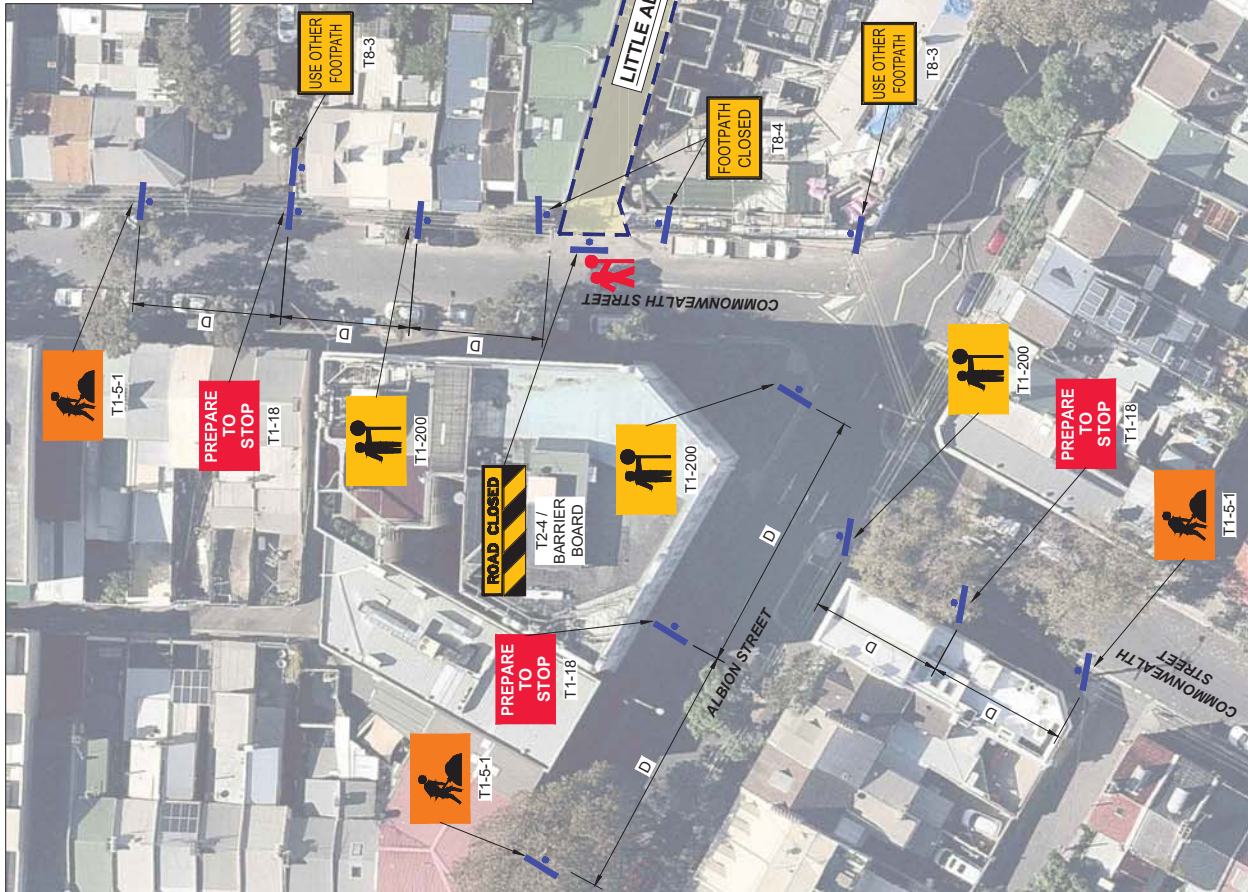 USE OTHER
FOOTPATH
T8-3
LITTLE
T1-5-1
D
PREPARE
TO
STOP
T1-18
D
T1-200
D
FOOTPATH
CLOSED
T8-4
USE OTHER
FOOTPATH
T8-3
COMMONWEALTH STREET
ROAD CLOSED
T2-4 /
BARRIER
BOARD
T1-200
T1-200
PREPARE
TO
STOP
T1-18
D
PREPARE
TO
STOP
T1-18
ALBION STREET
T1-5-1
D
T1-5-1
D
D
COMMONWEALTH
STREET